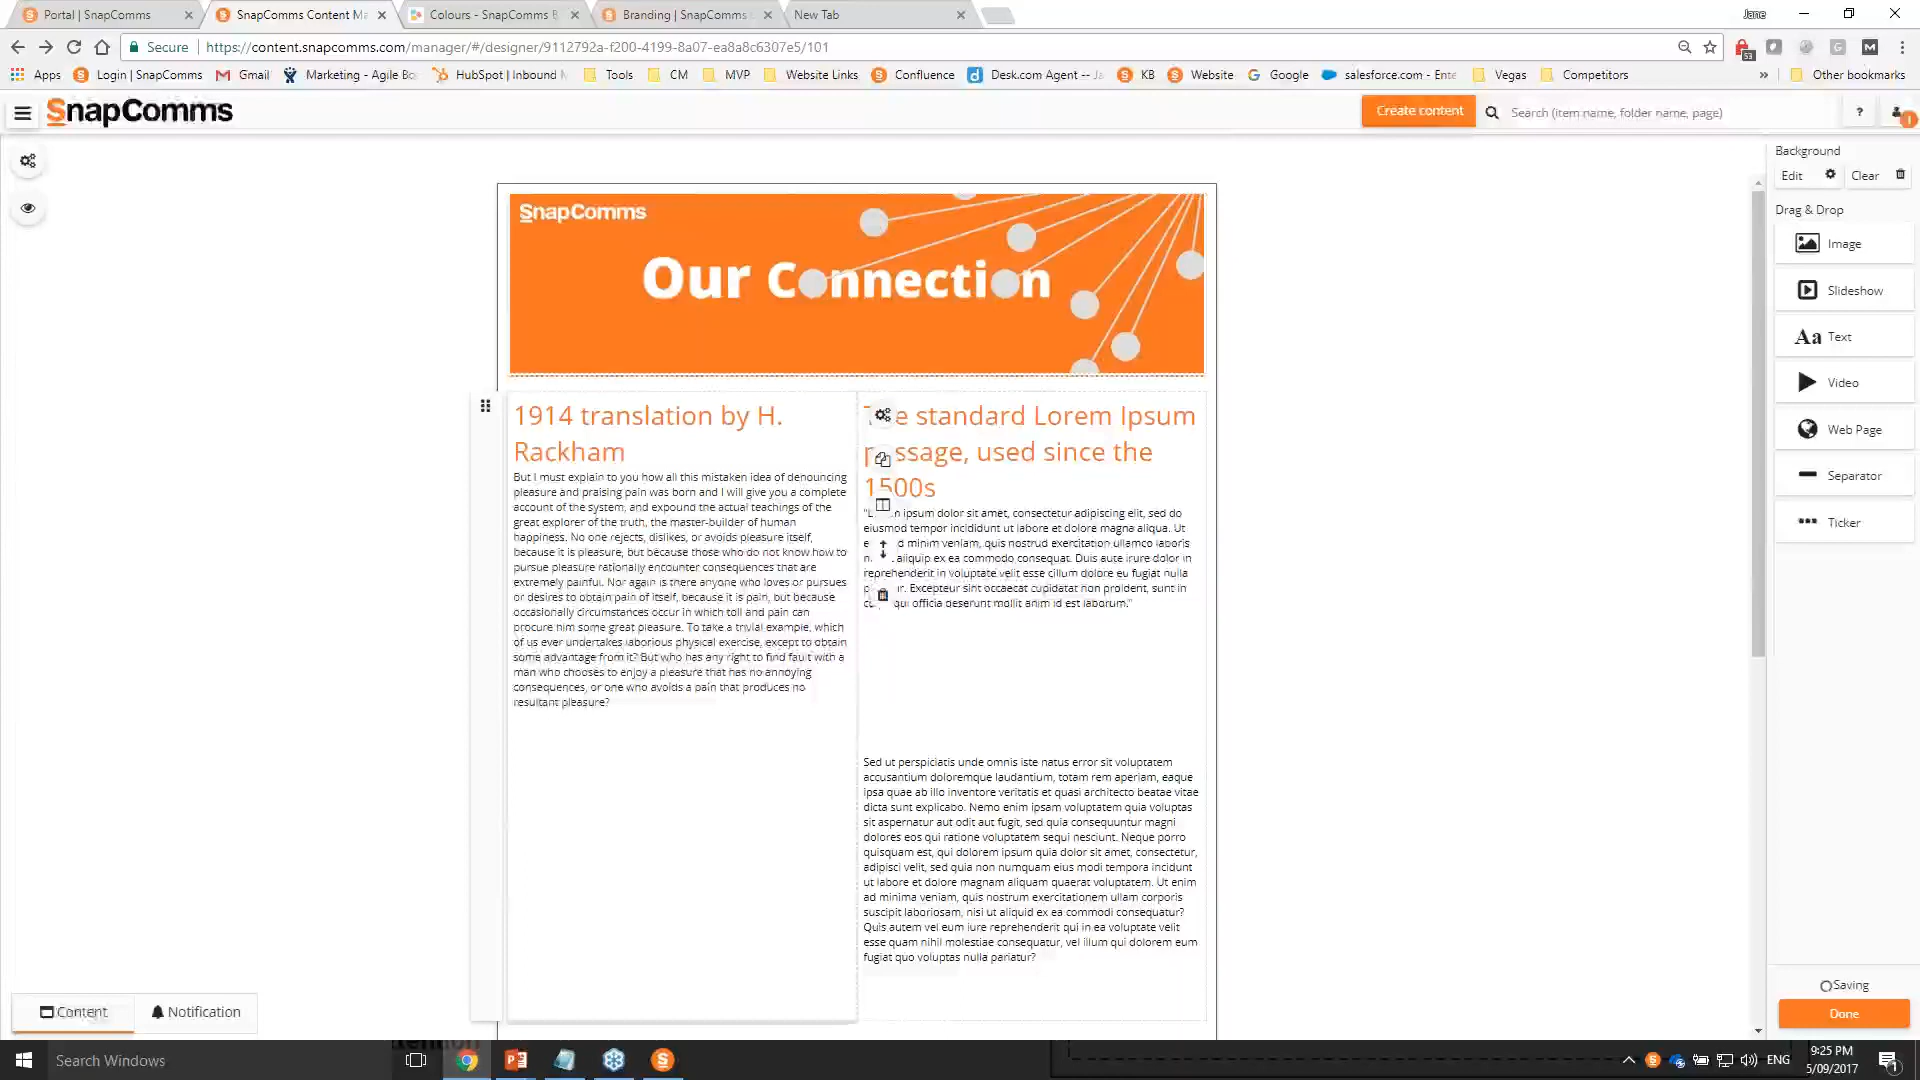 Portal | SnapComms
SnapComms Content Ma
Colours - SnapComms B
Branding | SnapComms
New Tab
Jane
Secure
https://content.snapcomms.com/manager/#/designer/9112792a-f200-4199-8a07-ea8a8c6307e5/101
53
Apps
Login | SnapComms
Gmail
Marketing - Agile Bo
HubSpot | Inbound M
Tools
CM
MVP
Website Links
Confluence
Desk.com Agent -- Ja
KB
Website
Google
salesforce.com - Ente
Vegas
Competitors
»
Other bookmarks
SnapComms
Create content
Search (item name, folder name, page)
?
Background
Edit
Clear
Drag & Drop
Image
Slideshow
Aa Text
Video
Web Page
Separator
Ticker
SnapComms
Our Connection
1914 translation by H.
Rackham
But I must explain to you how all this mistaken idea of denouncing
pleasure and praising pain was born and I will give you a complete
account of the system, and expound the actual teachings of the
great explorer of the truth, the master-builder of human
happiness. No one rejects, dislikes, or avoids pleasure itself,
because it is pleasure, but because those who do not know how to
pursue pleasure rationally encounter consequences that are
extremely painful. Nor again is there anyone who loves or pursues
or desires to obtain pain of itself, because it is pain, but because
occasionally circumstances occur in which toil and pain can
procure him some great pleasure. To take a trivial example, which
of us ever undertakes laborious physical exercise, except to obtain
some advantage from it? But who has any right to find fault with a
man who chooses to enjoy a pleasure that has no annoying
consequences, or one who avoids a pain that produces no
resultant pleasure?
The standard Lorem Ipsum
passage, used since the
1500s
"L n ipsum dolor sit amet, consectetur adipiscing elit, sed do
eiusmod tempor incididunt ut labore et dolore magna aliqua. Ut
e d minim veniam, quis nostrud exercitation ullamco laboris
n aliquip ex ea commodo consequat. Duis aute irure dolor in
reprehenderit in voluptate velit esse cillum dolore eu fugiat nulla
p r. Excepteur sint occaecat cupidatat non proident, sunt in
c qui officia deserunt mollit anim id est laborum."
Sed ut perspiciatis unde omnis iste natus error sit voluptatem
accusantium doloremque laudantium, totam rem aperiam, eaque
ipsa quae ab illo inventore veritatis et quasi architecto beatae vitae
dicta sunt explicabo. Nemo enim ipsam voluptatem quia voluptas
sit aspernatur aut odit aut fugit, sed quia consequuntur magni
dolores eos qui ratione voluptatem sequi nesciunt. Neque porro
quisquam est, qui dolorem ipsum quia dolor sit amet, consectetur,
adipisci velit, sed quia non numquam eius modi tempora incidunt
ut labore et dolore magnam aliquam quaerat voluptatem. Ut enim
ad minima veniam, quis nostrum exercitationem ullam corporis
suscipit laboriosam, nisi ut aliquid ex ea commodi consequatur?
Quis autem vel eum iure reprehenderit qui in ea voluptate velit
esse quam nihil molestiae consequatur, vel illum qui dolorem eum
fugiat quo voluptas nulla pariatur?
Content
Notification
Saving
Done
Search Windows
ENG
9:25 PM
5/09/2017
1